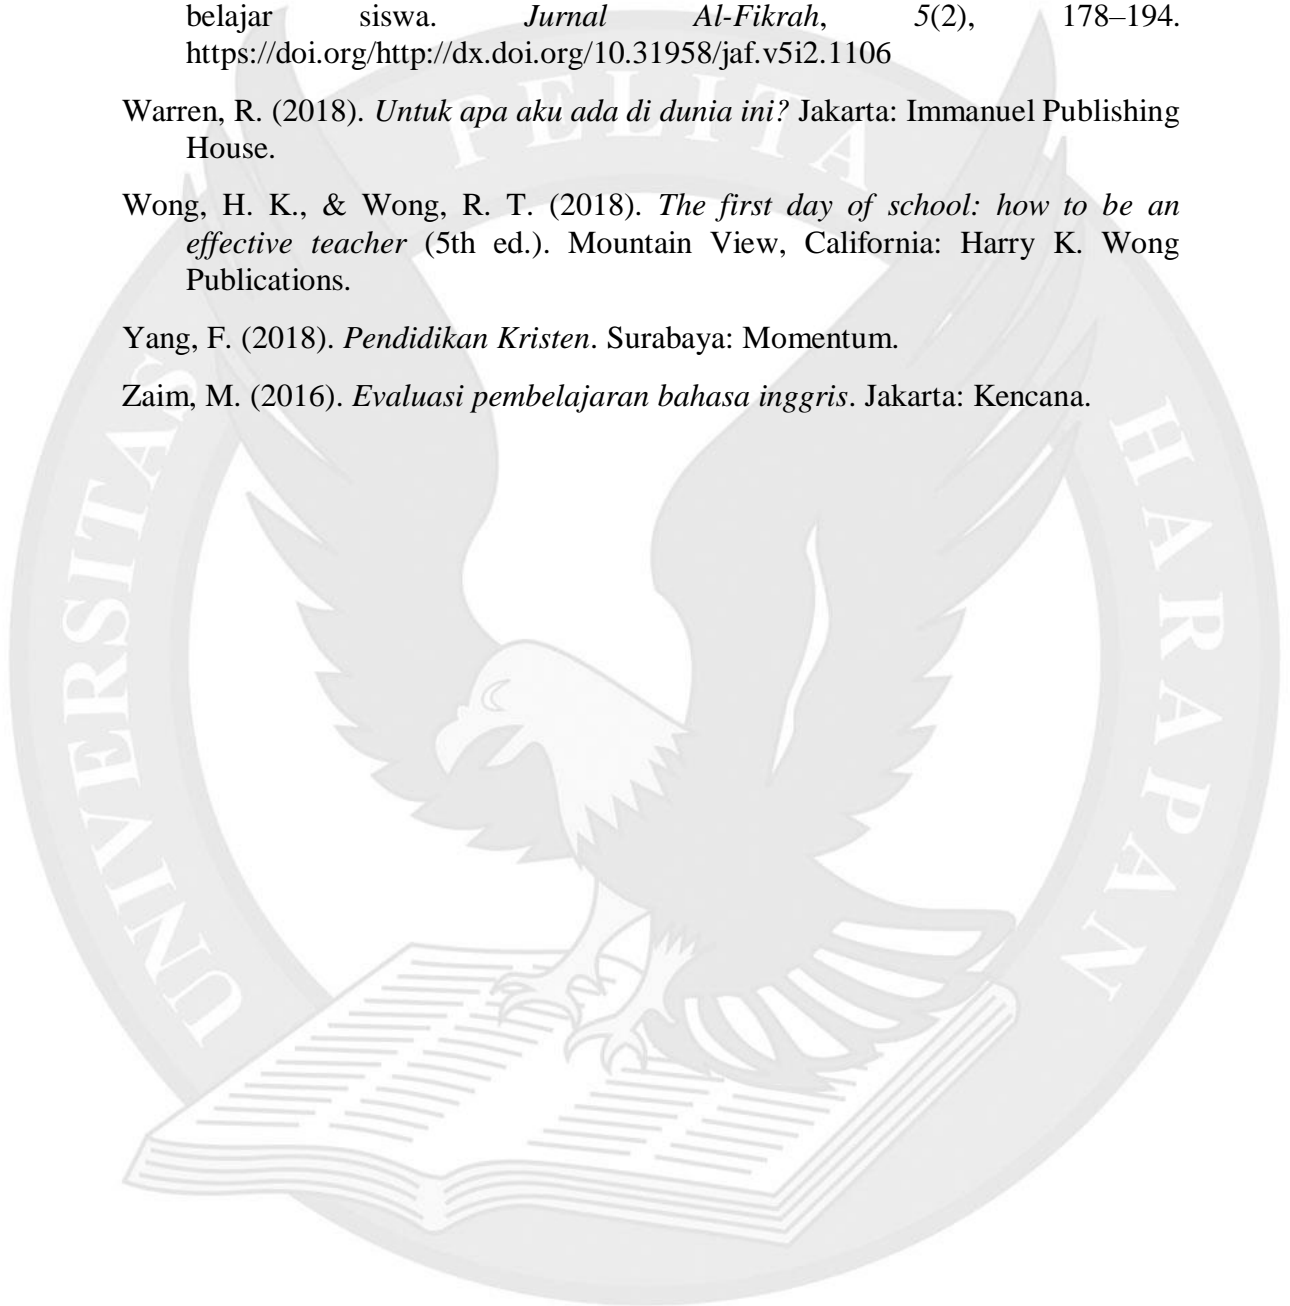 belajar siswa. Jurnal Al-Fikrah, 5(2), 178–194.
https://doi.org/http://dx.doi.org/10.31958/jaf.v5i2.1106
Warren, R. (2018). Untuk apa aku ada di dunia ini? Jakarta: Immanuel Publishing
House.
Wong, H. K., & Wong, R. T. (2018). The first day of school: how to be an
effective teacher (5th ed.). Mountain View, California: Harry K. Wong
Publications.
Yang, F. (2018). Pendidikan Kristen. Surabaya: Momentum.
Zaim, M. (2016). Evaluasi pembelajaran bahasa inggris. Jakarta: Kencana.
UNIVERSITAS PELITA HARAPAN